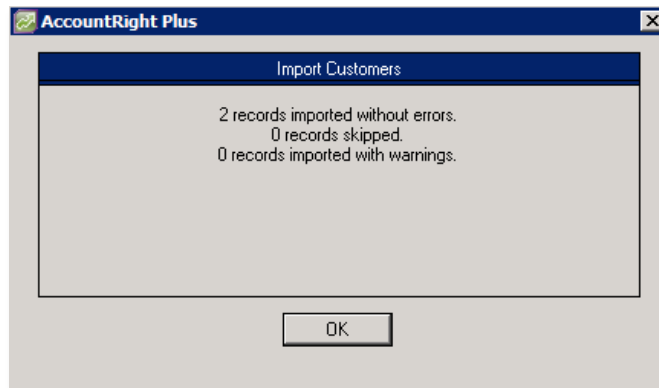 AccountRight Plus
Import Customers
2 records imported without errors.
0 records skipped.
0 records imported with warnings.
OK